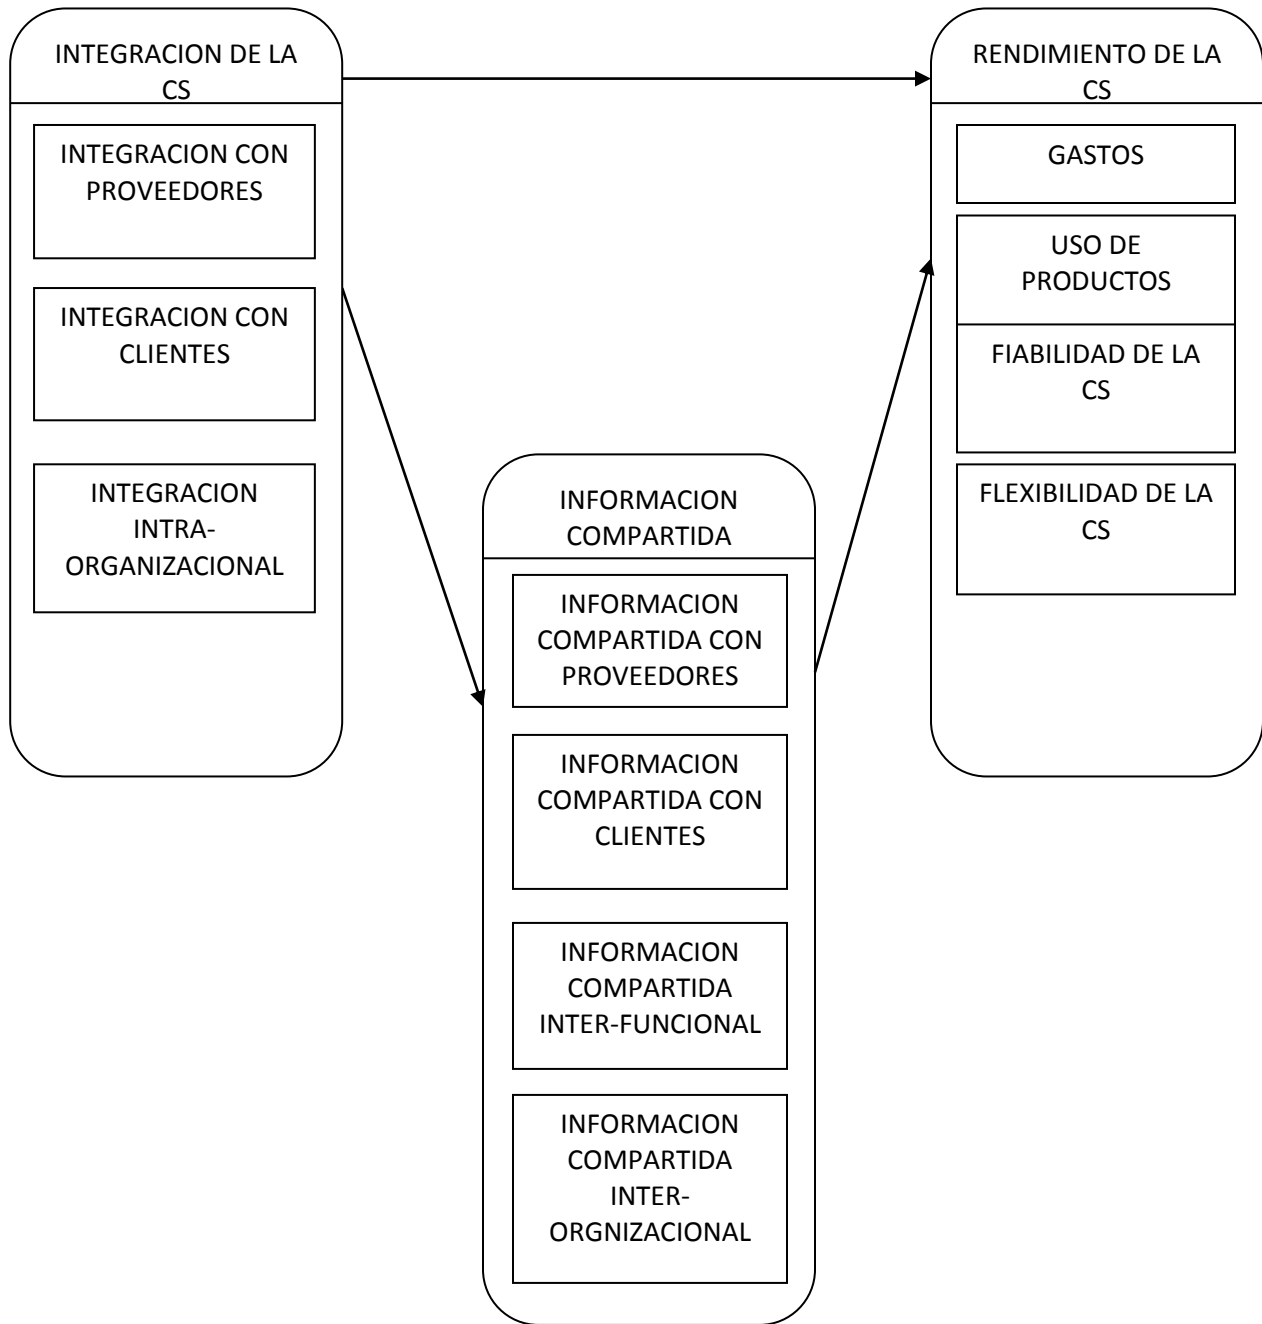 INTEGRACION DE LA
CS
INTEGRACION CON
PROVEEDORES
INTEGRACION CON
CLIENTES
INTEGRACION
INTRA-
ORGANIZACIONAL
INFORMACION
COMPARTIDA
INFORMACION
COMPARTIDA CON
PROVEEDORES
INFORMACION
COMPARTIDA CON
CLIENTES
INFORMACION
COMPARTIDA
INTER-FUNCIONAL
INFORMACION
COMPARTIDA
INTER-
ORGNIZACIONAL
RENDIMIENTO DE LA
CS
GASTOS
USO DE
PRODUCTOS
FIABILIDAD DE LA
CS
FLEXIBILIDAD DE LA
CS